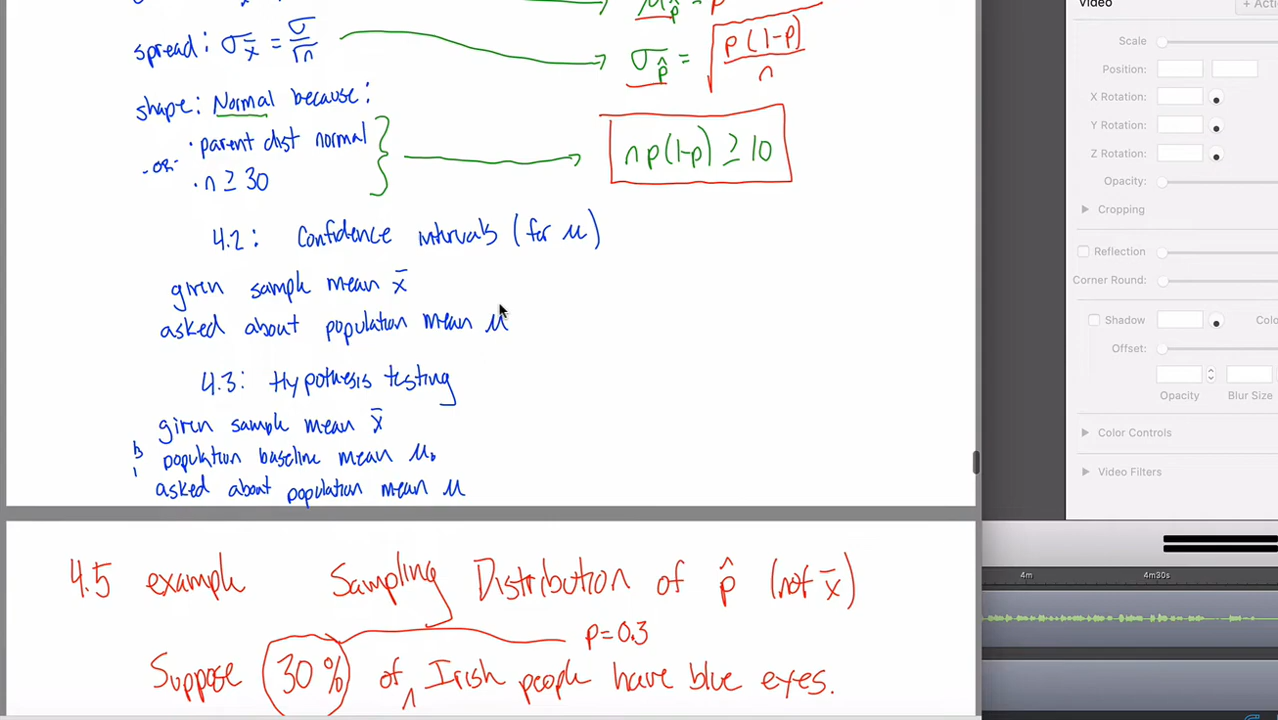 μp̂ = p
spread: σx̄ = σ/√n
σp̂ = √(p(1-p)/n)
shape: Normal because:
· parent dist normal
-or-
· n ≥ 30
np(1-p) ≥ 10
4.2: Confidence intervals (for μ)
given sample mean x̄
asked about population mean μ
4.3: Hypothesis testing
given sample mean x̄
population baseline mean μ₀
asked about population mean μ
4.5 example Sampling Distribution of p̂ (not x̄)
p=0.3
Suppose 30% of Irish people have blue eyes.
Video
+ Acti
Scale
Position:
X Rotation:
Y Rotation:
Z Rotation:
Opacity:
Cropping
Reflection
Corner Round:
Shadow
Colo
Offset:
Opacity
Blur Size
Color Controls
Video Filters
4m
4m30s